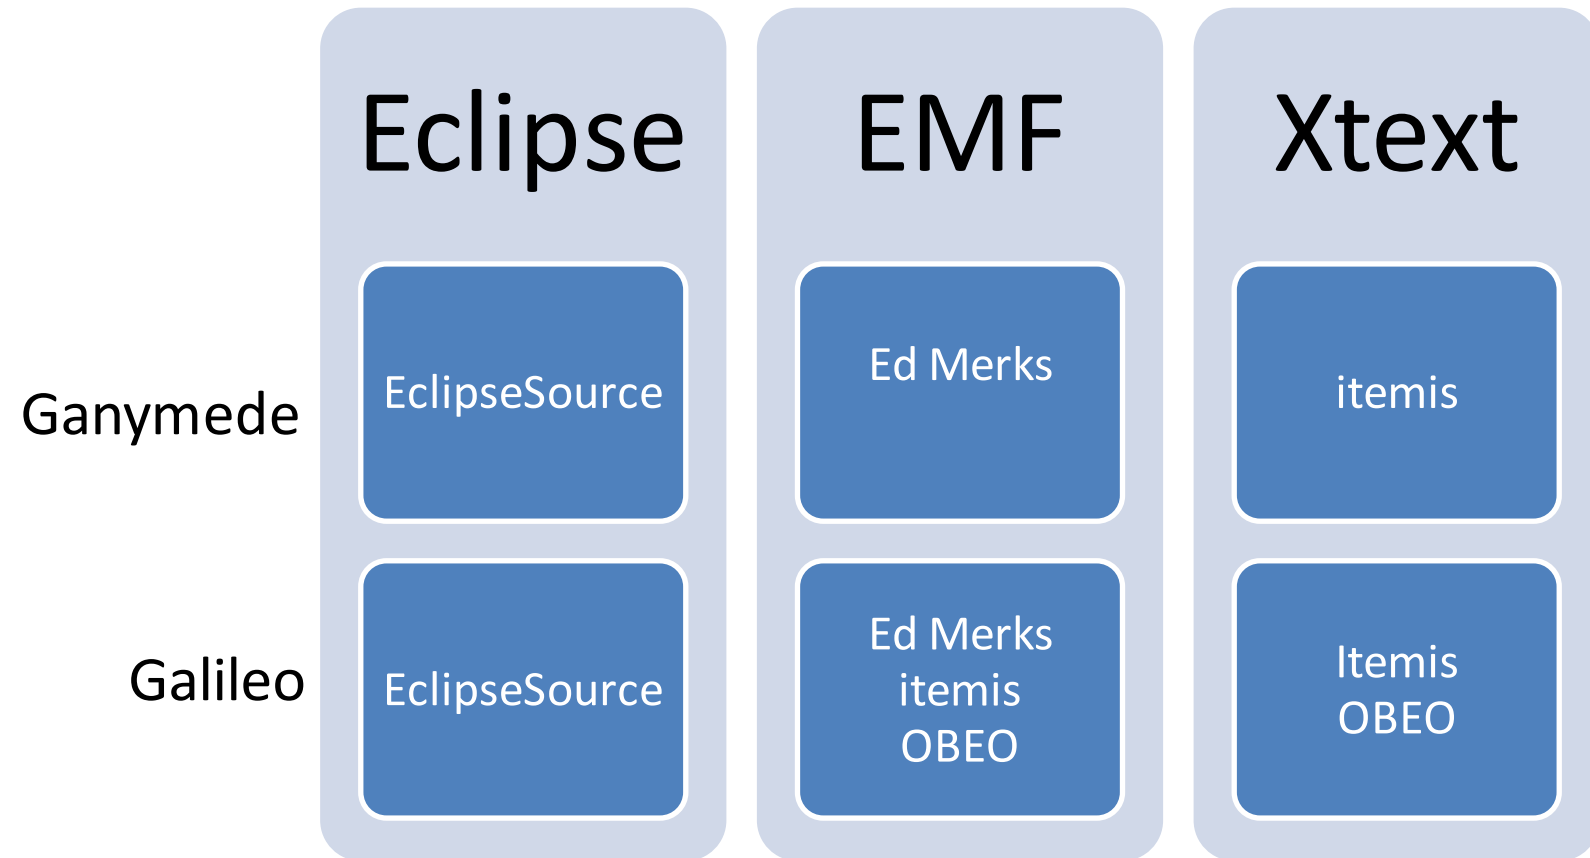 Eclipse
EMF
Xtext
Ganymede
EclipseSource
Ed Merks
itemis
Galileo
EclipseSource
Ed Merks
itemis
OBEO
Itemis
OBEO